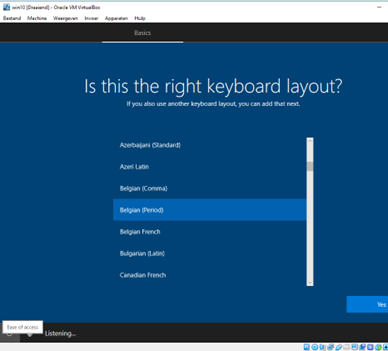 win10 [Draaiend] - Oracle VM VirtualBox
Bestand Machine Weergeven Invoer Apparaten Hulp
Basics
Is this the right keyboard layout?
If you also use another keyboard layout, you can add that next.
Azerbaijani (Standard)
Azeri Latin
Belgian (Comma)
Belgian (Period)
Belgian French
Bulgarian (Latin)
Canadian French
Yes
Ease of access
Listening...